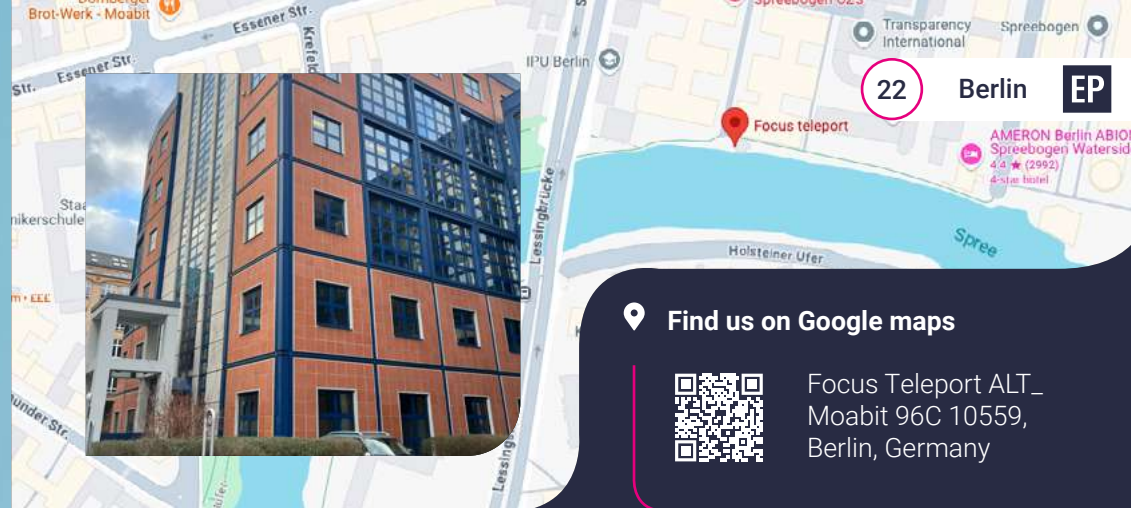 Brot-Werk - Moabit
Essener Str.
Essener Str.
Str.
Krefeld
IPU Berlin
Transparency
International
Spreebogen
22
Berlin
EP
Focus teleport
AMERON Berlin ABION
Spreebogen Waterside
4.4 ★ (2992)
4-star hotel
Lessingbrücke
Spree
Holsteiner Ufer
nikerschule
£££
Find us on Google maps
Focus Teleport ALT_
Moabit 96C 10559,
Berlin, Germany